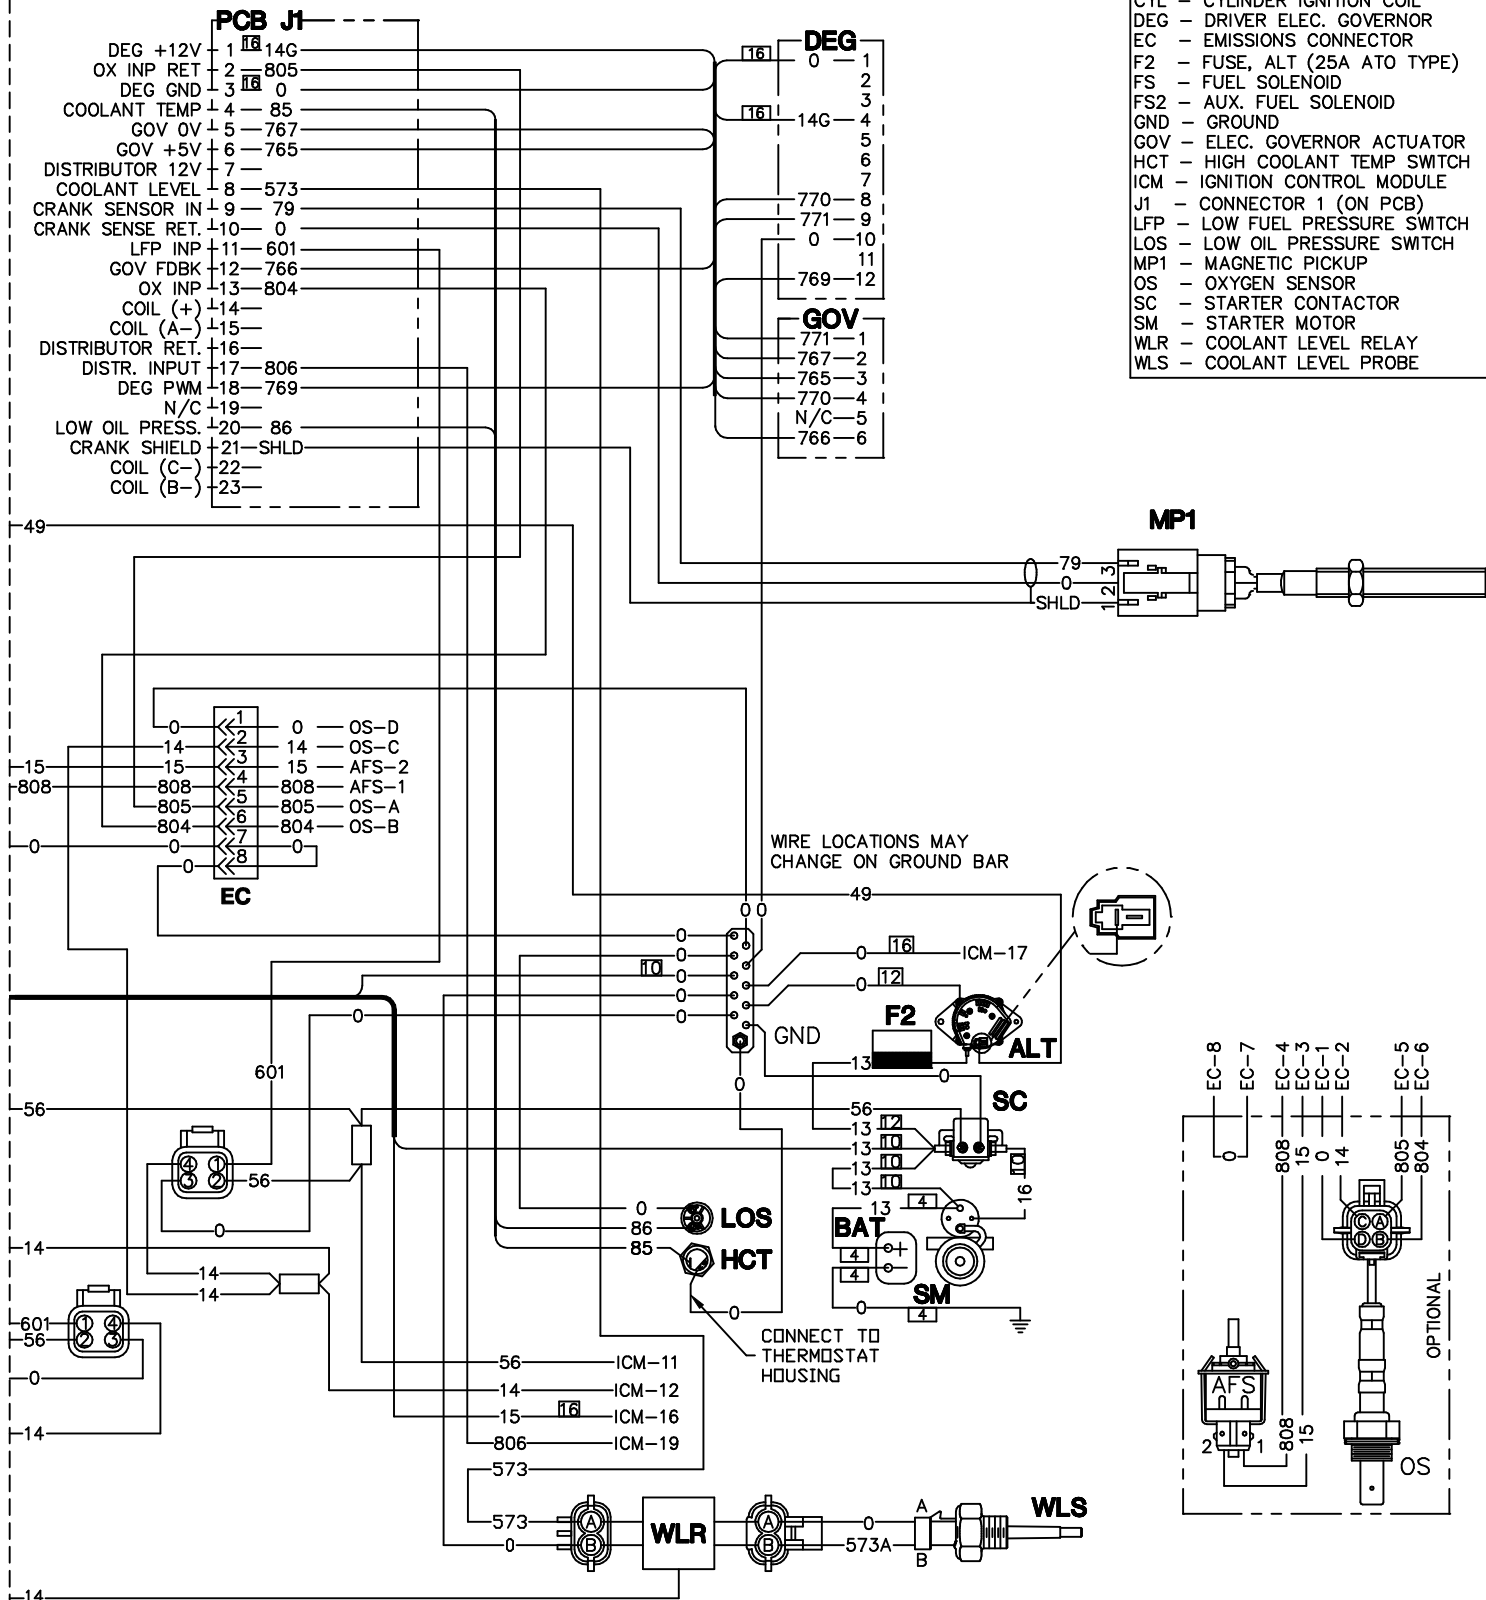 PCB J1
DEG +12V 1 16 14G
OX INP RET 2 805
DEG GND 3 16 0
COOLANT TEMP 4 85
GOV 0V 5 767
GOV +5V 6 765
DISTRIBUTOR 12V 7
COOLANT LEVEL 8 573
CRANK SENSOR IN 9 79
CRANK SENSE RET. 10 0
LFP INP 11 601
GOV FDBK 12 766
OX INP 13 804
COIL (+) 14
COIL (A-) 15
DISTRIBUTOR RET. 16
DISTR. INPUT 17 806
DEG PWM 18 769
N/C 19
LOW OIL PRESS. 20 86
CRANK SHIELD 21 SHLD
COIL (C-) 22
COIL (B-) 23
DEG
16 0 1
2
3
16 14G 4
5
6
7
770 8
771 9
0 10
11
769 12
GOV
771 1
767 2
765 3
770 4
N/C 5
766 6
CYL - CYLINDER IGNITION COIL
DEG - DRIVER ELEC. GOVERNOR
EC - EMISSIONS CONNECTOR
F2 - FUSE, ALT (25A ATO TYPE)
FS - FUEL SOLENOID
FS2 - AUX. FUEL SOLENOID
GND - GROUND
GOV - ELEC. GOVERNOR ACTUATOR
HCT - HIGH COOLANT TEMP SWITCH
ICM - IGNITION CONTROL MODULE
J1 - CONNECTOR 1 (ON PCB)
LFP - LOW FUEL PRESSURE SWITCH
LOS - LOW OIL PRESSURE SWITCH
MP1 - MAGNETIC PICKUP
OS - OXYGEN SENSOR
SC - STARTER CONTACTOR
SM - STARTER MOTOR
WLR - COOLANT LEVEL RELAY
WLS - COOLANT LEVEL PROBE
49
MP1
79 3
0 2
SHLD 1
0 1 0 OS-D
14 2 14 OS-C
15 15 3 15 AFS-2
808 808 4 808 AFS-1
805 5 805 OS-A
804 6 804 OS-B
0 7 0
0 8
EC
WIRE LOCATIONS MAY
CHANGE ON GROUND BAR
49
0 0
0
0
10 0
0
0 0
GND
0 16 ICM-17
0 12
F2
ALT
13
0
0
601
SC
56
56
13 12
13 10
13 10
13 10
10
16
4 1
3 2 56
0
13 4
BAT
+
4
-
4
SM
0 4
0 LOS
86
85 HCT
0
CONNECT TO
THERMOSTAT
HOUSING
14
14
14
601 1 4
56 2 3
0
14
56 ICM-11
14 ICM-12
15 16 ICM-16
806 ICM-19
573
573 A
0 B
WLR
A 0 A
B 573A B
WLS
14
EC-8
EC-7
EC-4
EC-3
EC-1
EC-2
EC-5
EC-6
0
808
15
0
14
805
804
C A
D B
OPTIONAL
AFS
2 1
808
15
OS